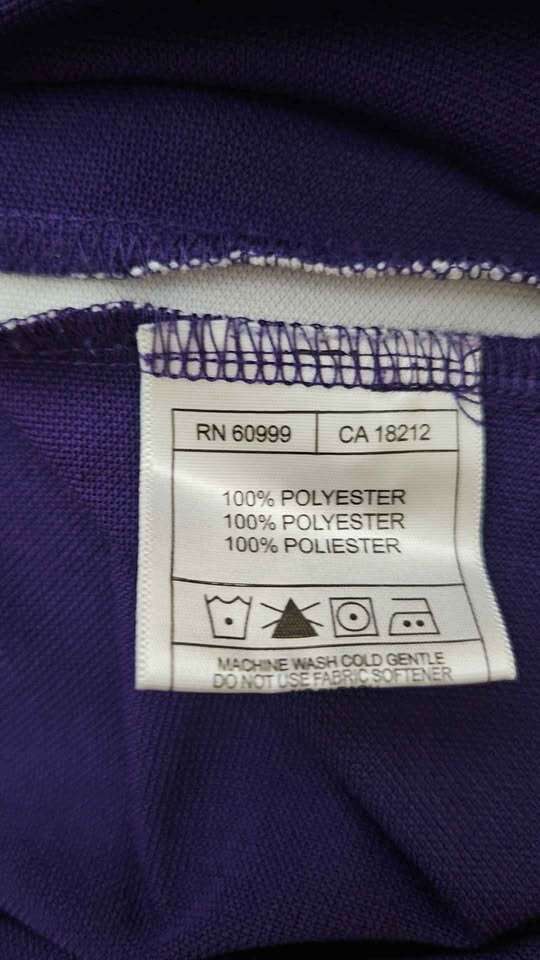 RN 60999 CA 18212
100% POLYESTER
100% POLYESTER
100% POLIESTER
MACHINE WASH COLD GENTLE
DO NOT USE FABRIC SOFTENER